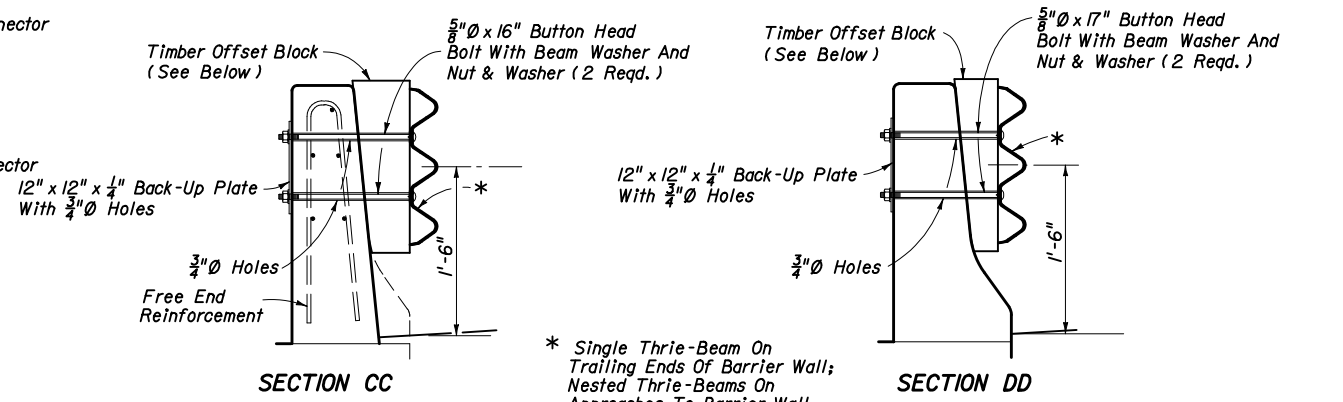 nector
Timber Offset Block
(See Below)
5/8"Ø x 16" Button Head
Bolt With Beam Washer And
Nut & Washer (2 Reqd.)
ector
12" x 12" x 1/4" Back-Up Plate
With 3/4"Ø Holes
*
3/4"Ø Holes
1'-6"
Free End
Reinforcement
SECTION CC
* Single Thrie-Beam On
Trailing Ends Of Barrier Wall;
Nested Thrie-Beams On
Approaches To Barrier Wall
Timber Offset Block
(See Below)
5/8"Ø x 17" Button Head
Bolt With Beam Washer And
Nut & Washer (2 Reqd.)
*
12" x 12" x 1/4" Back-Up Plate
With 3/4"Ø Holes
3/4"Ø Holes
1'-6"
SECTION DD